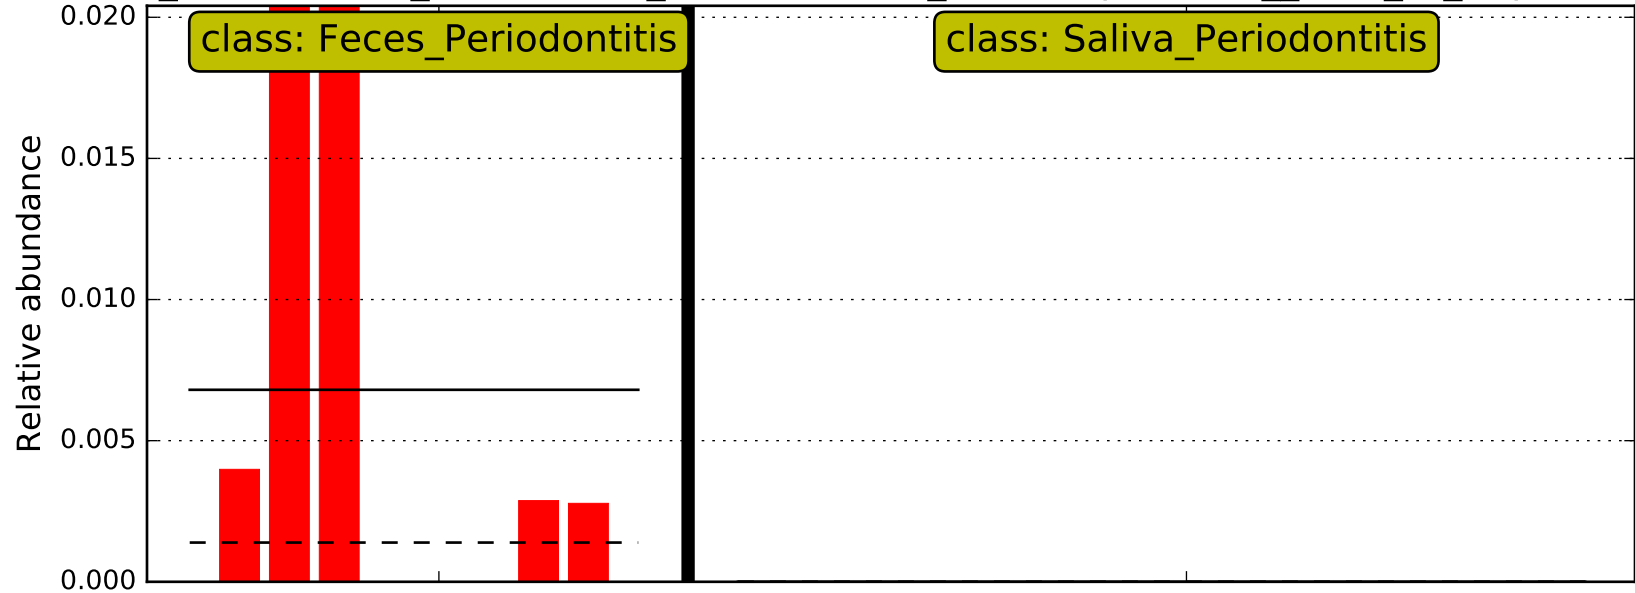 0.020
class: Feces_Periodontitis
class: Saliva_Periodontitis
0.015
0.010
0.005
0.000
Relative abundance